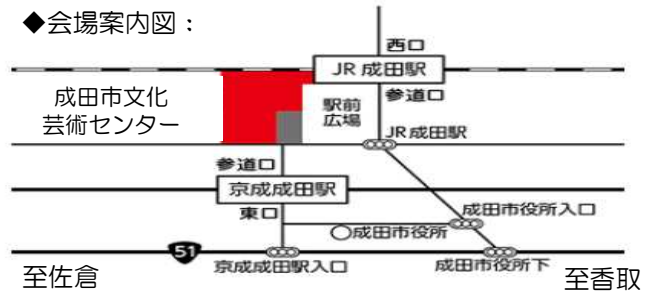 ◆会場案内図：
西口
JR 成田駅
成田市文化
芸術センター
駅前
広場
参道口
JR成田駅
参道口
京成成田駅
東口
成田市役所入口
成田市役所
51
京成成田駅入口
成田市役所下
至佐倉
至香取